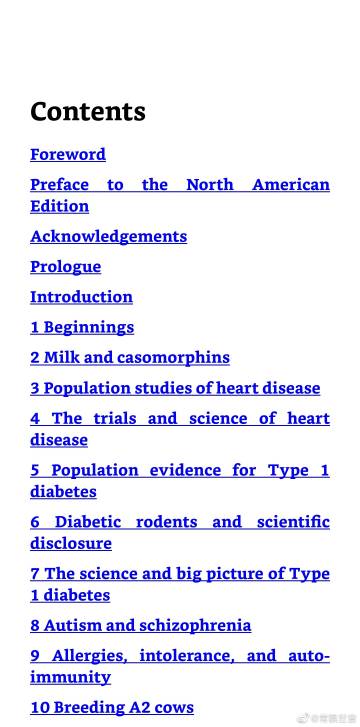 Contents
Foreword
Preface to the North American
Edition
Acknowledgements
Prologue
Introduction
1 Beginnings
2 Milk and casomorphins
3 Population studies of heart disease
4 The trials and science of heart
disease
5 Population evidence for Type 1
diabetes
6 Diabetic rodents and scientific
disclosure
7 The science and big picture of Type
1 diabetes
8 Autism and schizophrenia
9 Allergies, intolerance, and auto-
immunity
10 Breeding A2 cows